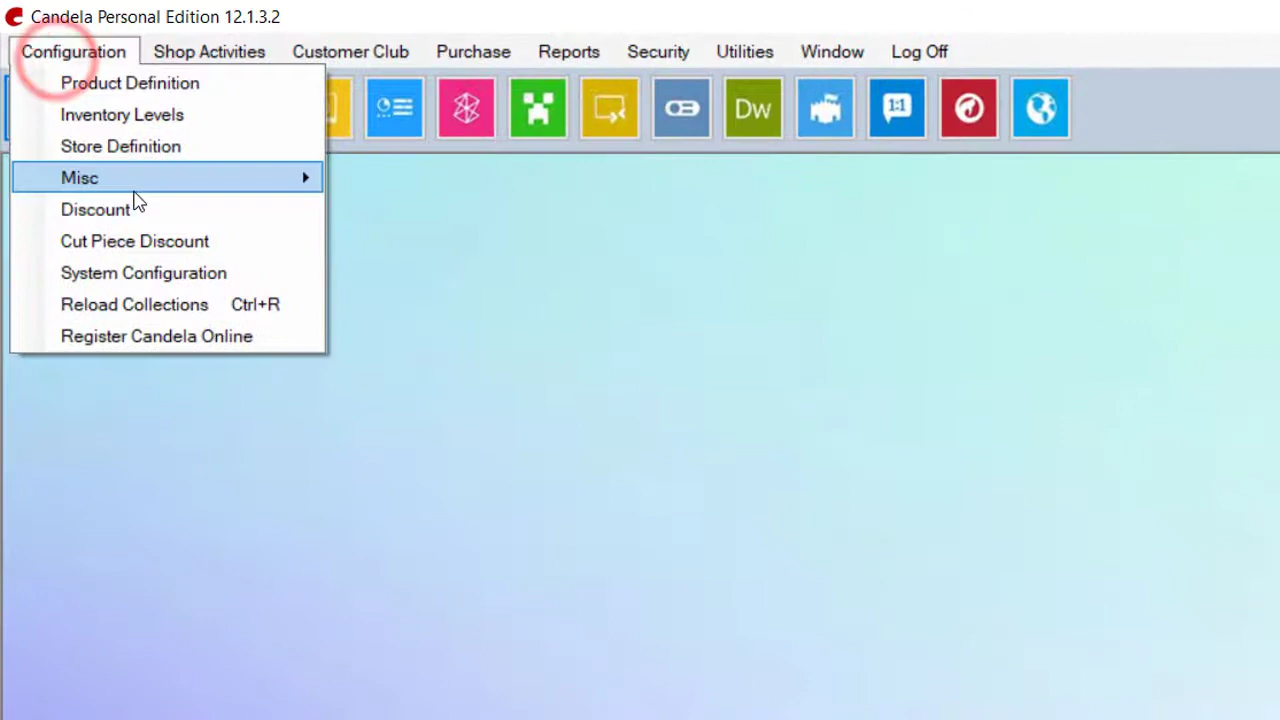 Candela Personal Edition 12.1.3.2
Configuration Shop Activities Customer Club Purchase Reports Security Utilities Window Log Off
Product Definition
Inventory Levels
Store Definition
Misc
Discount
Cut Piece Discount
System Configuration
Reload Collections Ctrl+R
Register Candela Online
Dw
1:1